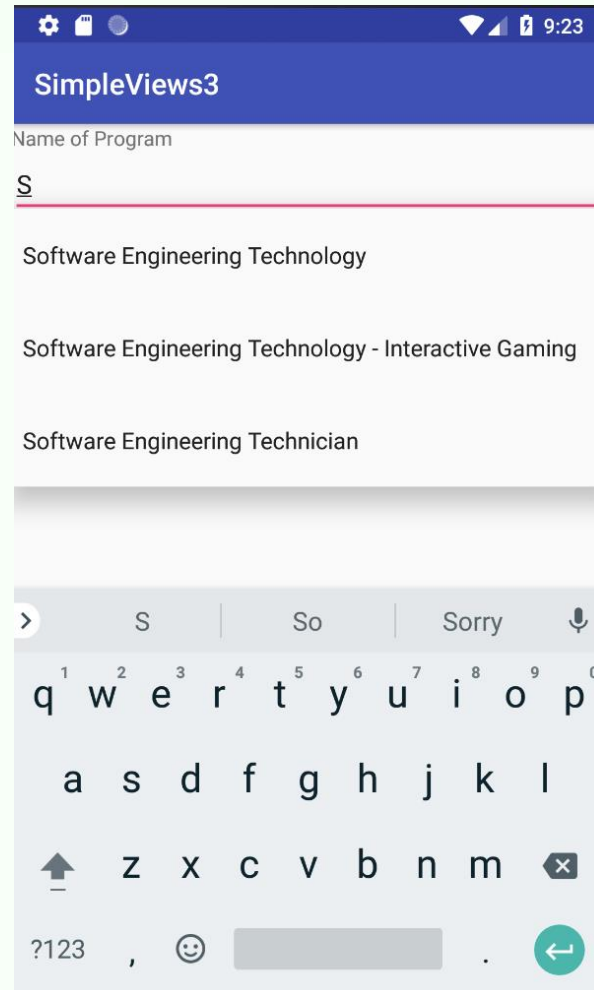 9:23
SimpleViews3
Name of Program
S
Software Engineering Technology
Software Engineering Technology - Interactive Gaming
Software Engineering Technician
S So Sorry
1 2 3 4 5 6 7 8 9 0
q w e r t y u i o p
a s d f g h j k l
z x c v b n m
?123 , .